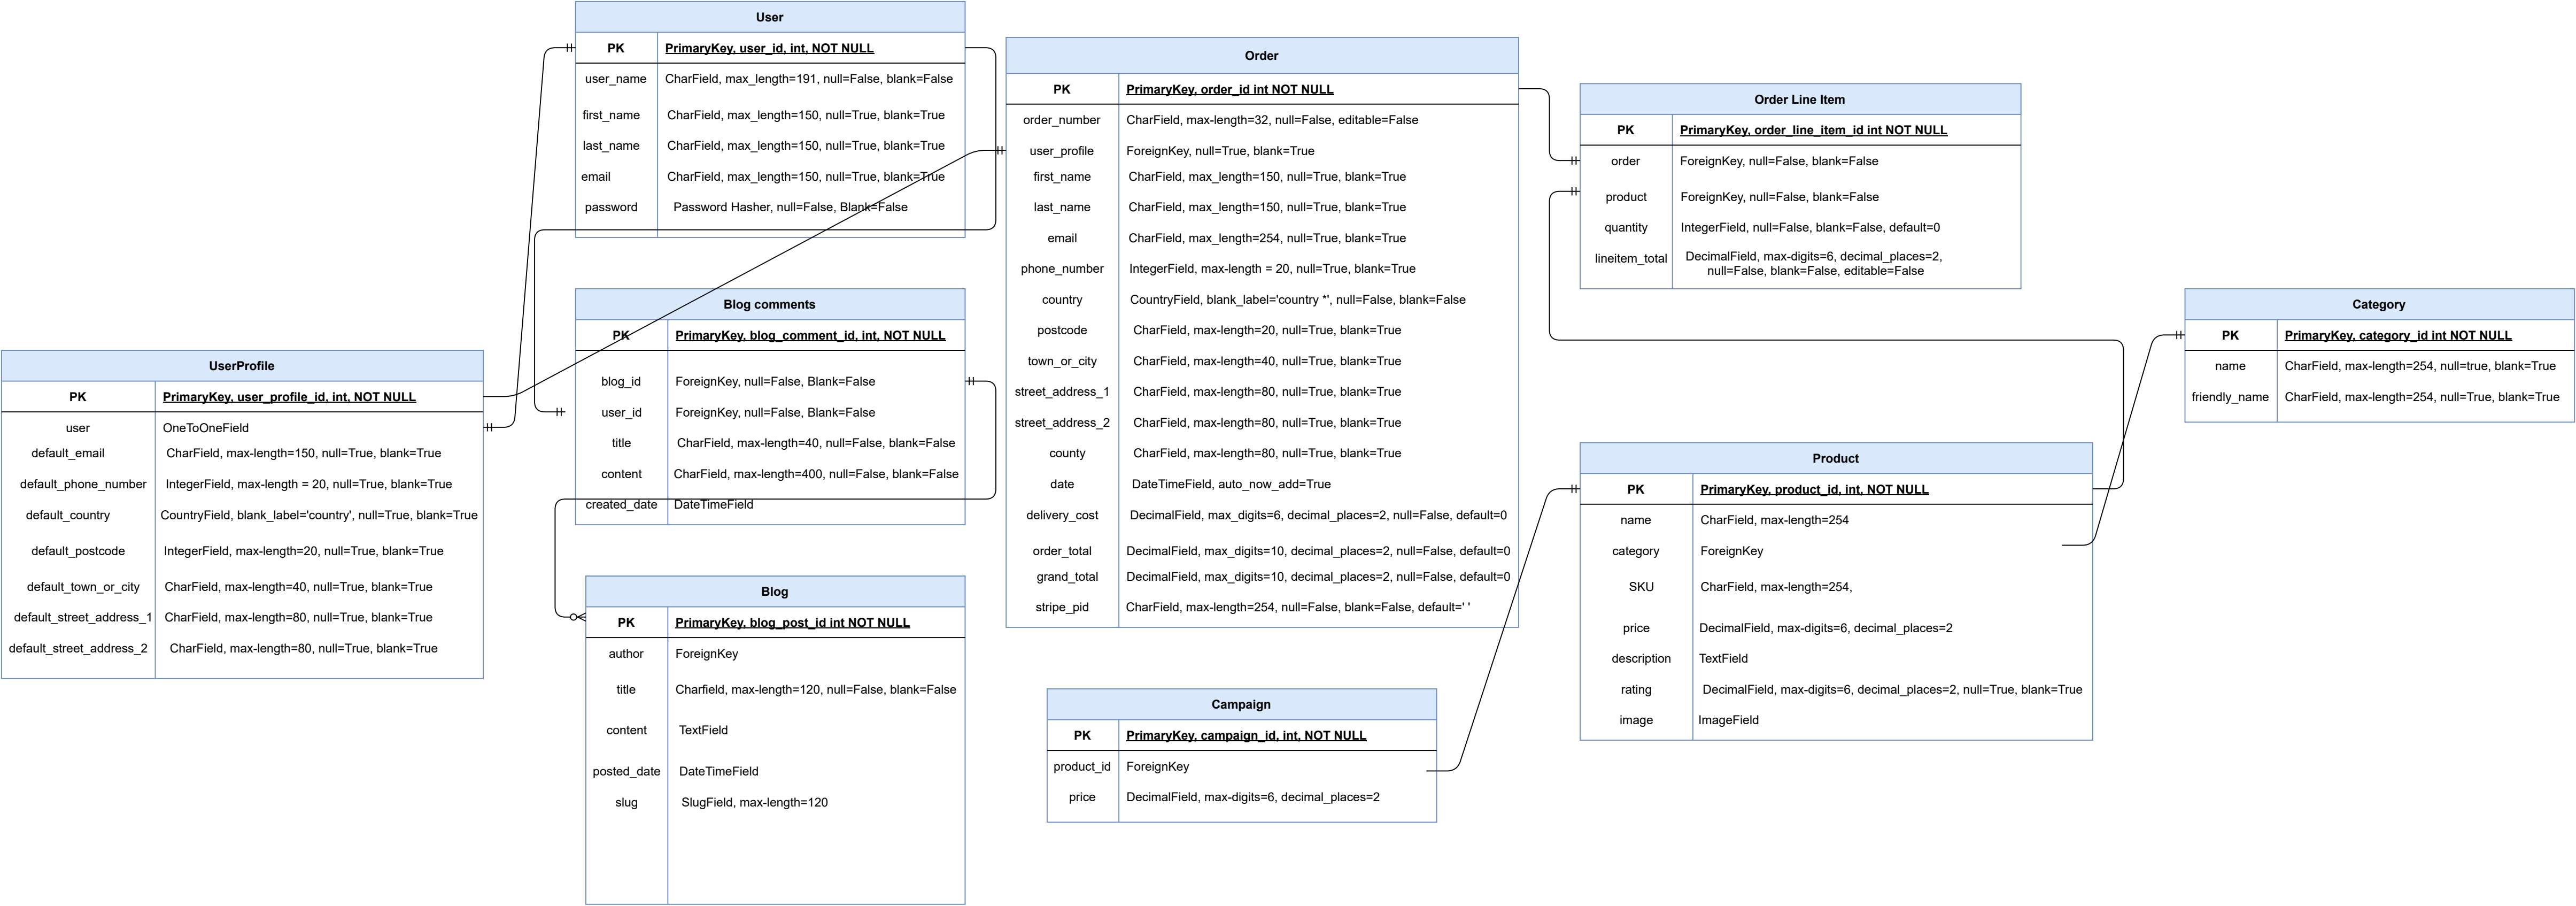 User
PK PrimaryKey, user_id, int, NOT NULL
user_name CharField, max_length=191, null=False, blank=False
first_name CharField, max_length=150, null=True, blank=True
last_name CharField, max_length=150, null=True, blank=True
email CharField, max_length=150, null=True, blank=True
password Password Hasher, null=False, Blank=False
Order
PK PrimaryKey, order_id int NOT NULL
order_number CharField, max-length=32, null=False, editable=False
user_profile ForeignKey, null=True, blank=True
first_name CharField, max_length=150, null=True, blank=True
last_name CharField, max_length=150, null=True, blank=True
email CharField, max_length=254, null=True, blank=True
phone_number IntegerField, max-length = 20, null=True, blank=True
country CountryField, blank_label='country *', null=False, blank=False
postcode CharField, max-length=20, null=True, blank=True
town_or_city CharField, max-length=40, null=True, blank=True
street_address_1 CharField, max-length=80, null=True, blank=True
street_address_2 CharField, max-length=80, null=True, blank=True
county CharField, max-length=80, null=True, blank=True
date DateTimeField, auto_now_add=True
delivery_cost DecimalField, max_digits=6, decimal_places=2, null=False, default=0
order_total DecimalField, max_digits=10, decimal_places=2, null=False, default=0
grand_total DecimalField, max_digits=10, decimal_places=2, null=False, default=0
stripe_pid CharField, max-length=254, null=False, blank=False, default=' '
Order Line Item
PK PrimaryKey, order_line_item_id int NOT NULL
order ForeignKey, null=False, blank=False
product ForeignKey, null=False, blank=False
quantity IntegerField, null=False, blank=False, default=0
lineitem_total DecimalField, max-digits=6, decimal_places=2,
null=False, blank=False, editable=False
Category
PK PrimaryKey, category_id int NOT NULL
name CharField, max-length=254, null=true, blank=True
friendly_name CharField, max-length=254, null=True, blank=True
Blog comments
PK PrimaryKey, blog_comment_id, int, NOT NULL
blog_id ForeignKey, null=False, Blank=False
user_id ForeignKey, null=False, Blank=False
title CharField, max-length=40, null=False, blank=False
content CharField, max-length=400, null=False, blank=False
created_date DateTimeField
UserProfile
PK PrimaryKey, user_profile_id, int, NOT NULL
user OneToOneField
default_email CharField, max-length=150, null=True, blank=True
default_phone_number IntegerField, max-length = 20, null=True, blank=True
default_country CountryField, blank_label='country', null=True, blank=True
default_postcode IntegerField, max-length=20, null=True, blank=True
default_town_or_city CharField, max-length=40, null=True, blank=True
default_street_address_1 CharField, max-length=80, null=True, blank=True
default_street_address_2 CharField, max-length=80, null=True, blank=True
Product
PK PrimaryKey, product_id, int, NOT NULL
name CharField, max-length=254
category ForeignKey
SKU CharField, max-length=254,
price DecimalField, max-digits=6, decimal_places=2
description TextField
rating DecimalField, max-digits=6, decimal_places=2, null=True, blank=True
image ImageField
Blog
PK PrimaryKey, blog_post_id int NOT NULL
author ForeignKey
title Charfield, max-length=120, null=False, blank=False
content TextField
posted_date DateTimeField
slug SlugField, max-length=120
Campaign
PK PrimaryKey, campaign_id, int, NOT NULL
product_id ForeignKey
price DecimalField, max-digits=6, decimal_places=2